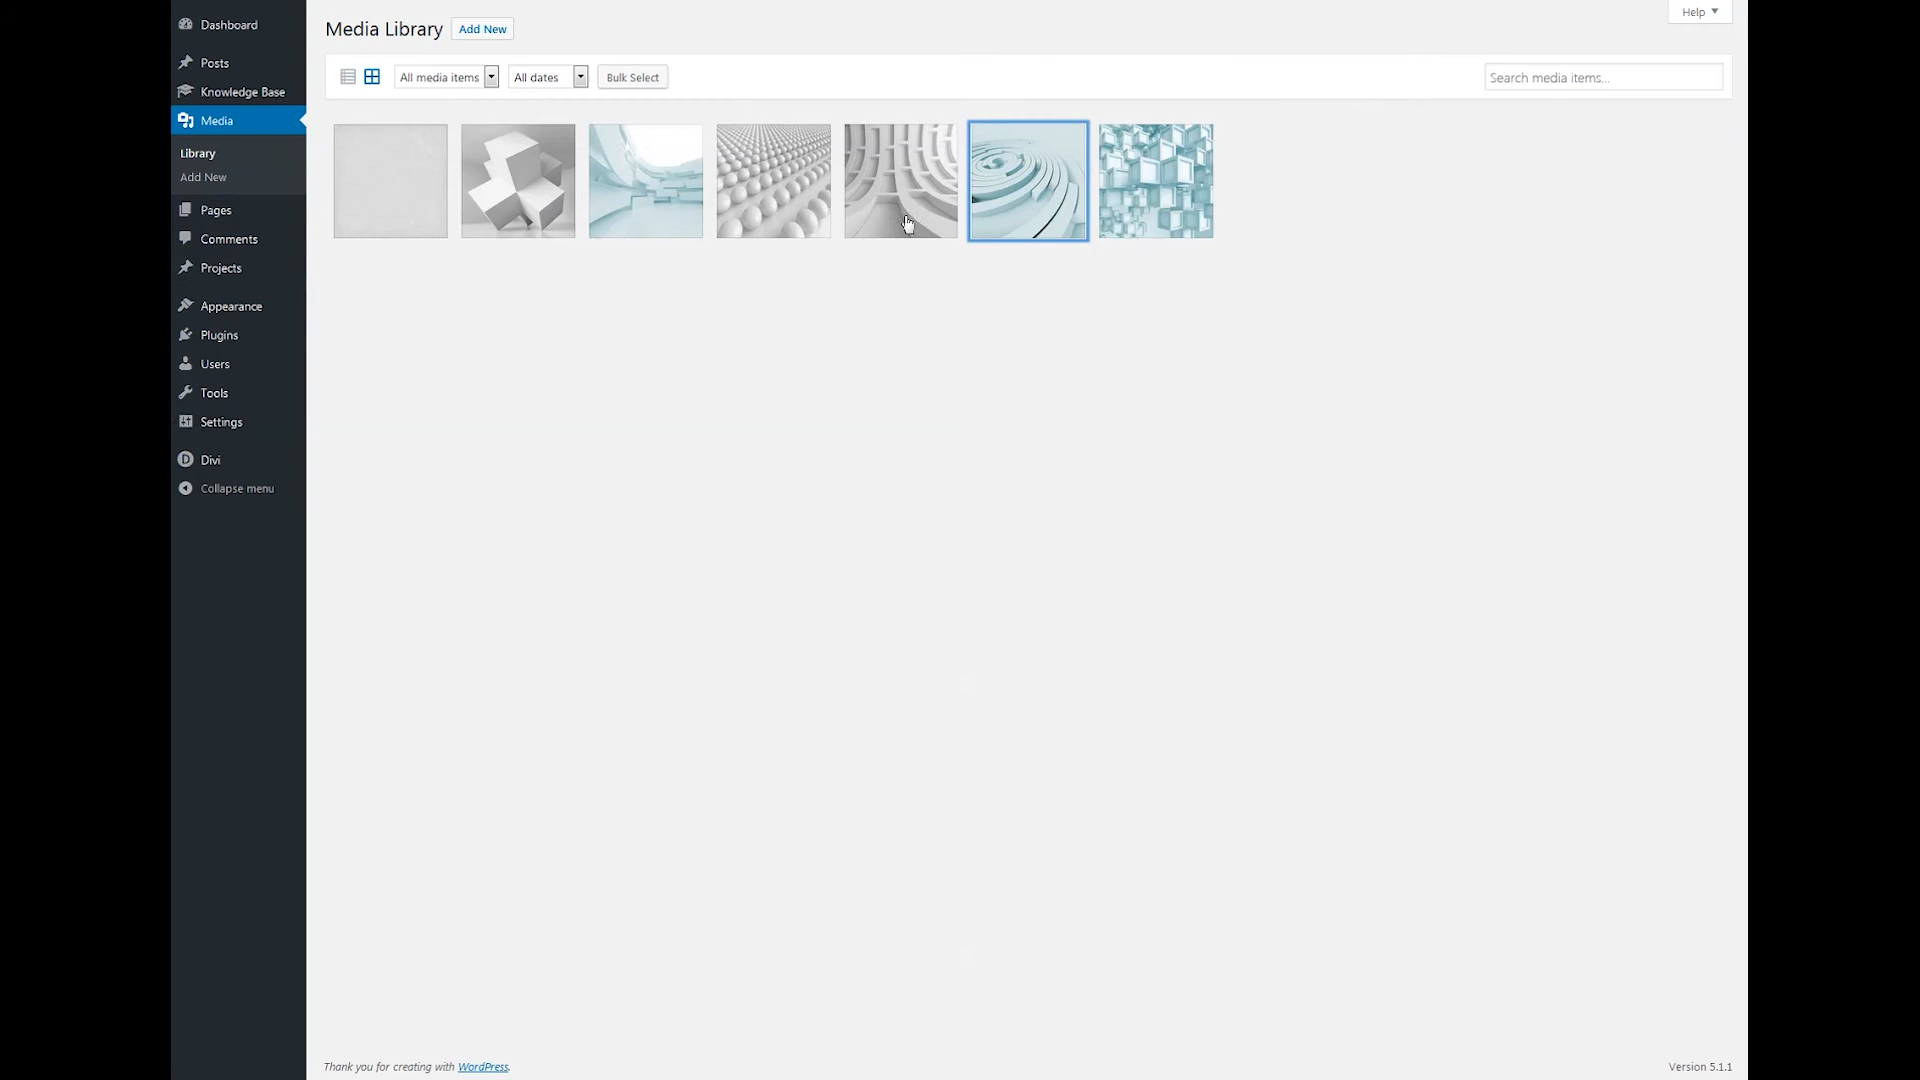 Dashboard
Posts
Knowledge Base
Media
Library
Add New
Pages
Comments
Projects
Appearance
Plugins
Users
Tools
Settings
Divi
Collapse menu
Help
Media Library Add New
All media items All dates Bulk Select Search media items...
Thank you for creating with WordPress.
Version 5.1.1